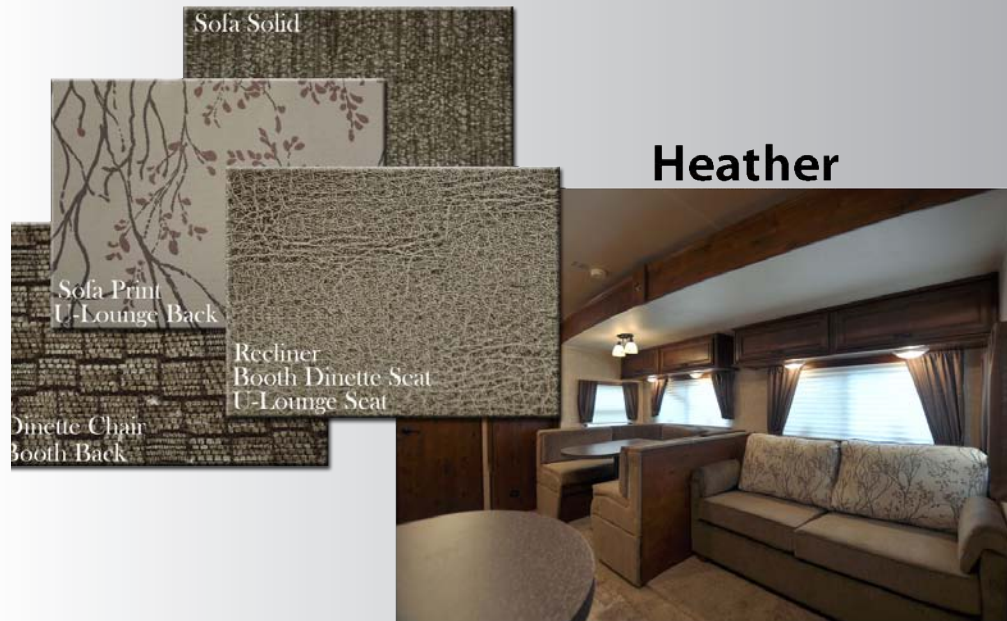 Sofa Solid
Heather
Sofa Print
U-Lounge Back
Recliner
Booth Dinette Seat
U-Lounge Seat
Dinette Chair
Booth Back